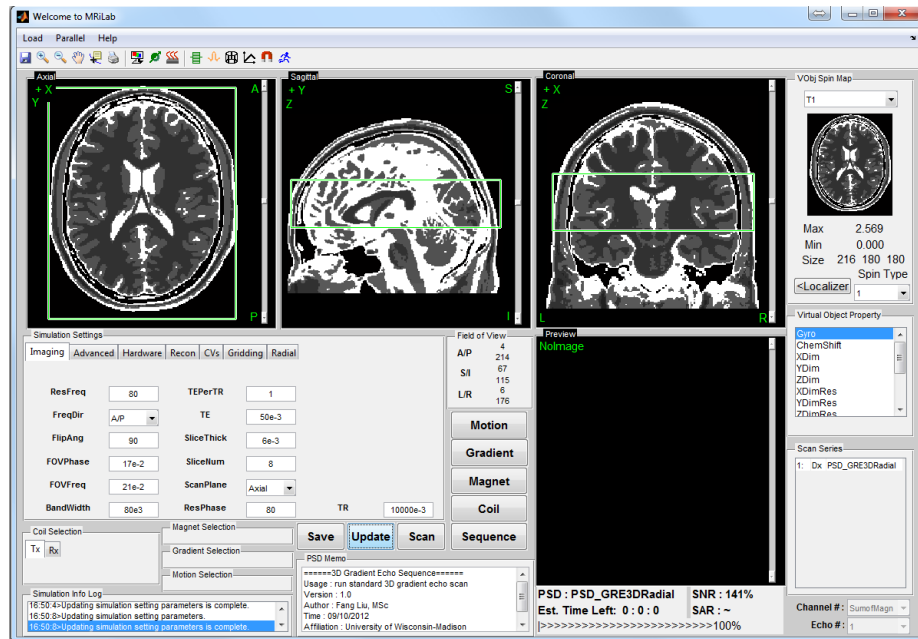 Welcome to MRiLab
Load Parallel Help
Axial
+ X
A
Y
P
Sagittal
+ Y
S
Z
I
Coronal
+ X
Z
L
R
VObj Spin Map
T1
Max 2.569
Min 0.000
Size 216 180 180
Spin Type
<Localizer
1
Virtual Object Property
Gyro
ChemShift
XDim
YDim
ZDim
XDimRes
YDimRes
ZDimRes
Scan Series
1: Dx PSD_GRE3DRadial
Channel #: SumofMagn
Echo #: 1
Simulation Settings
Imaging Advanced Hardware Recon CVs Gridding Radial
ResFreq 80 TEPerTR 1
FreqDir A/P TE 50e-3
FlipAng 90 SliceThick 6e-3
FOVPhase 17e-2 SliceNum 8
FOVFreq 21e-2 ScanPlane Axial
BandWidth 80e3 ResPhase 80 TR 10000e-3
Field of View
A/P 4
214
S/I 67
115
L/R 6
176
Motion
Gradient
Magnet
Coil
Sequence
Save Update Scan
Coil Selection
Tx Rx
Magnet Selection
Gradient Selection
Motion Selection
Simulation Info Log
16:50:4>Updating simulation setting parameters is complete.
16:50:8>Updating simulation setting parameters.
16:50:8>Updating simulation setting parameters is complete.
PSD Memo
======3D Gradient Echo Sequence======
Usage : run standard 3D gradient echo scan
Version : 1.0
Author : Fang Liu, MSc
Time : 09/10/2012
Affiliation : University of Wisconsin-Madison
Preview
NoImage
PSD : PSD_GRE3DRadial SNR : 141%
Est. Time Left: 0 : 0 : 0 SAR : ~
|>>>>>>>>>>>>>>>>>>>>>>>>>100%